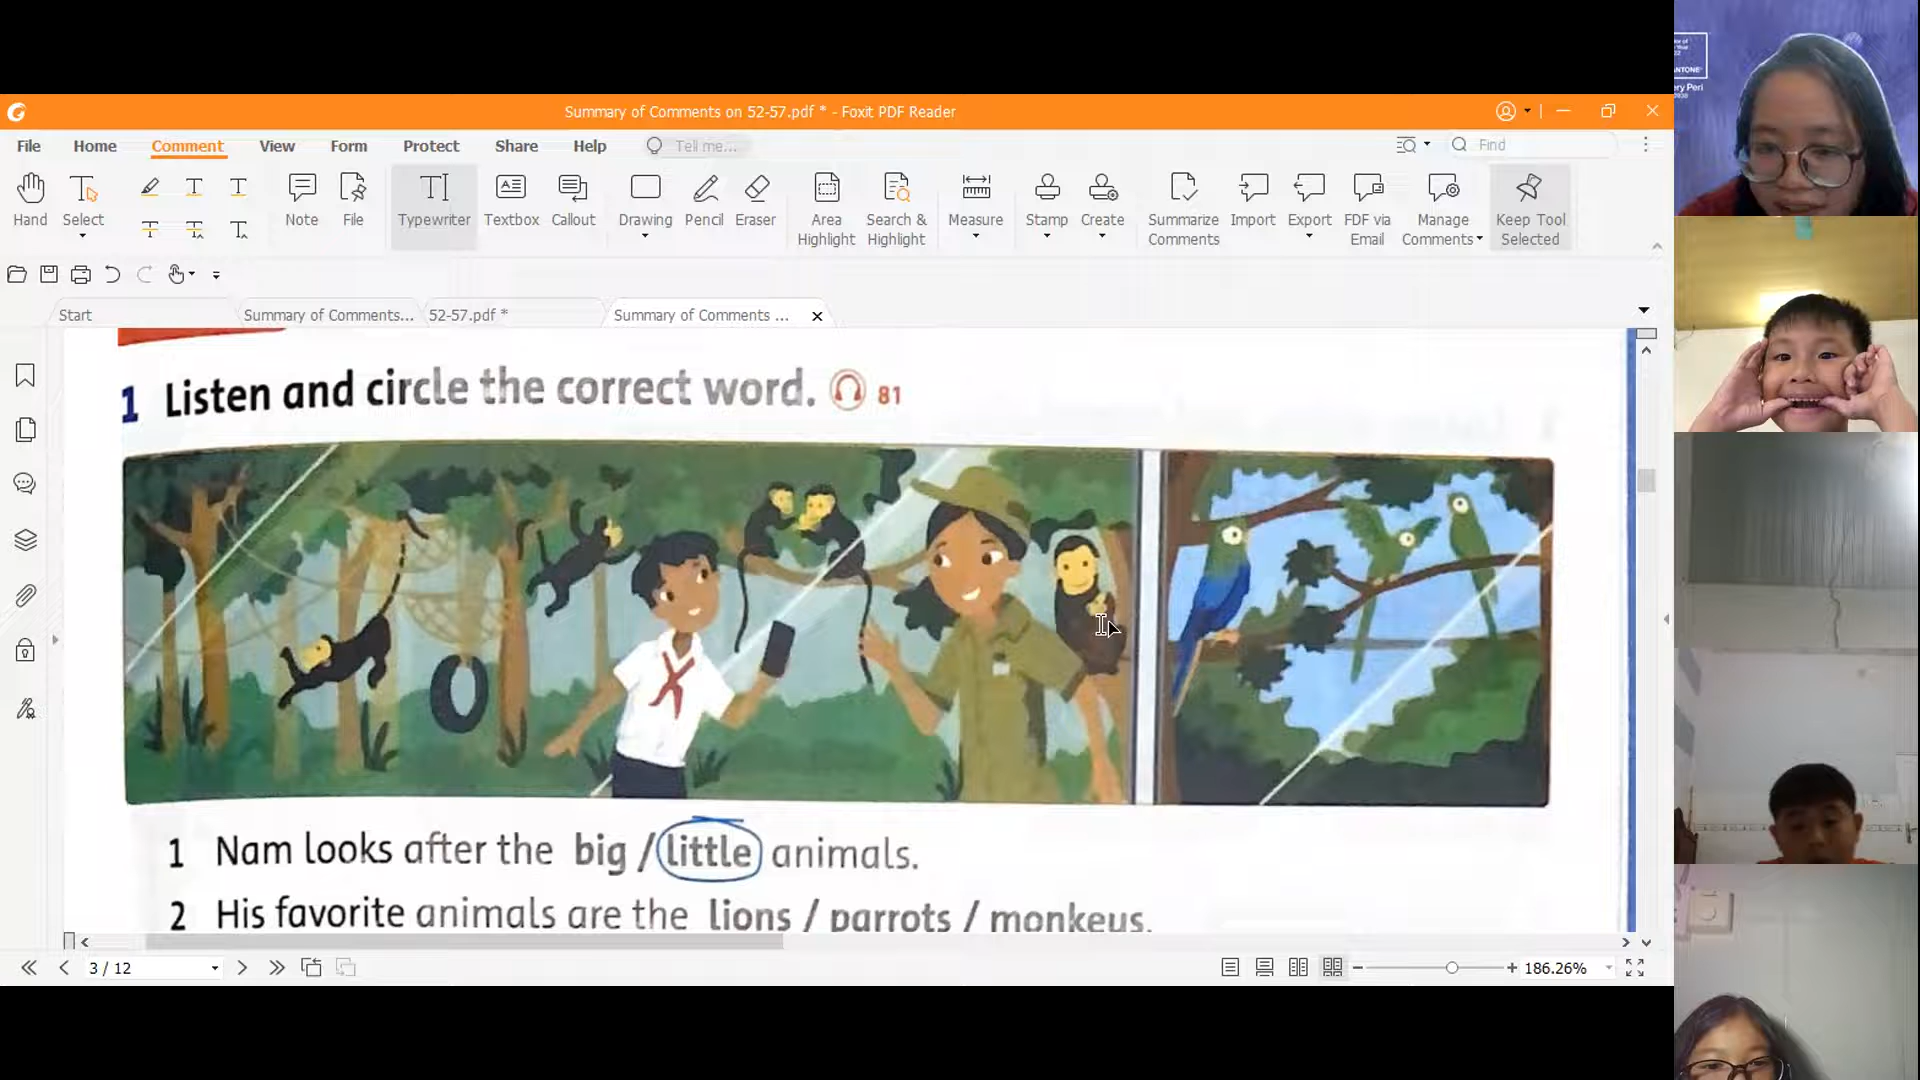 Summary of Comments on 52-57.pdf * - Foxit PDF Reader
File Home Comment View Form Protect Share Help Tell me... Find
Hand Select Note File Typewriter Textbox Callout Drawing Pencil Eraser Area Highlight Search & Highlight Measure Stamp Create Summarize Comments Import Export FDF via Email Manage Comments Keep Tool Selected
Start Summary of Comments... 52-57.pdf * Summary of Comments ...
1 Listen and circle the correct word. 81
1 Nam looks after the big / little animals.
2 His favorite animals are the lions / parrots / monkeys.
3 / 12 186.26%
ANTONE
ery Peri